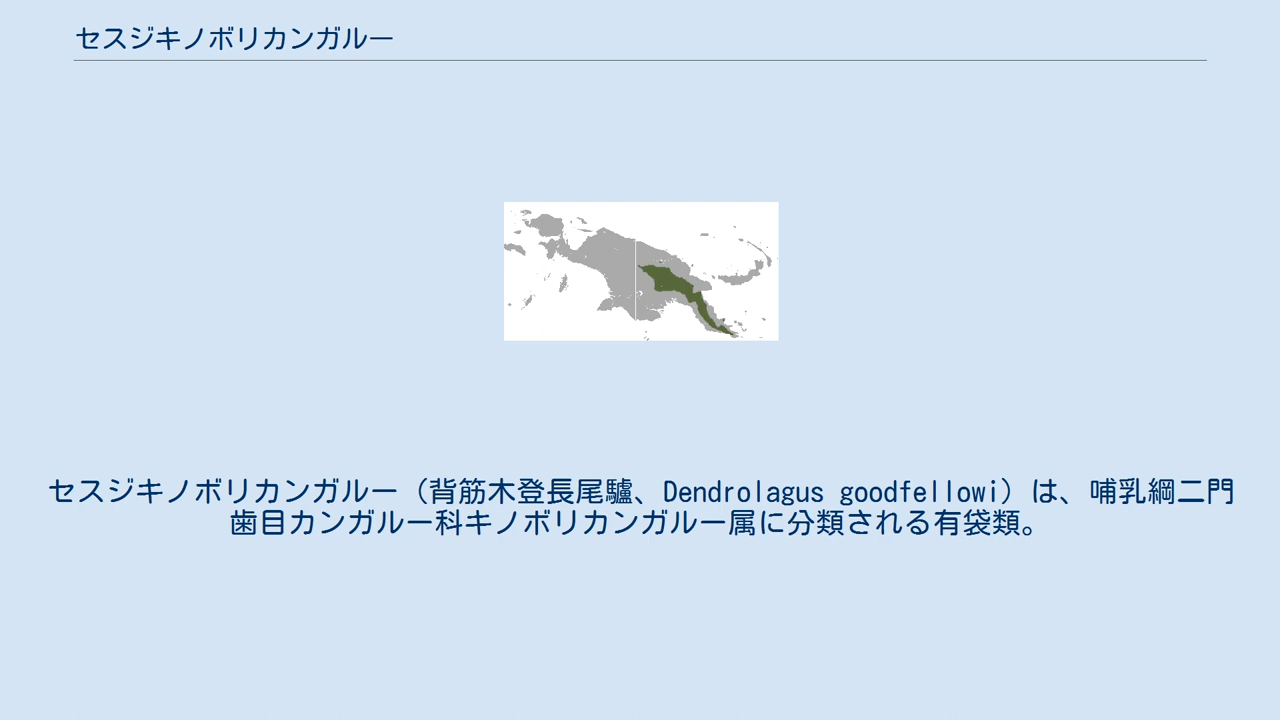 セスジキノボリカンガルー
セスジキノボリカンガルー（背筋木登長尾驢、Dendrolagus goodfellowi）は、哺乳綱二門
歯目カンガルー科キノボリカンガルー属に分類される有袋類。